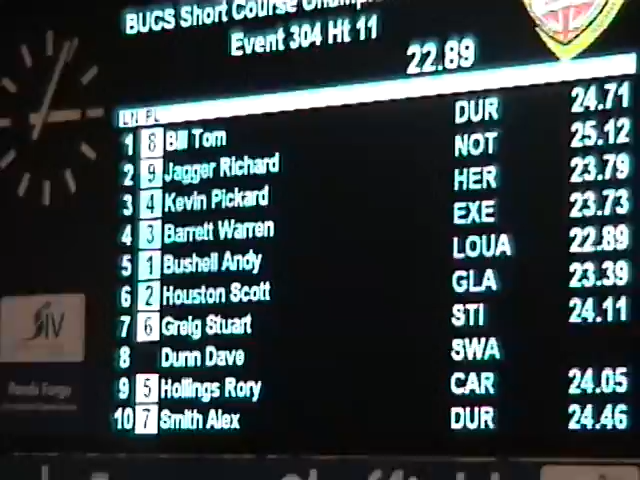 BUCS Short Course
Event 304 Ht 11
22.89
LN PL
1 8 Bill Tom DUR 24.71
2 9 Jagger Richard NOT 25.12
3 4 Kevin Pickard HER 23.79
4 3 Barrett Warren EXE 23.73
5 1 Bushell Andy LOUA 22.89
6 2 Houston Scott GLA 23.39
7 6 Greig Stuart STI 24.11
8 Dunn Dave SWA
9 5 Hollings Rory CAR 24.05
10 7 Smith Alex DUR 24.46
SIV